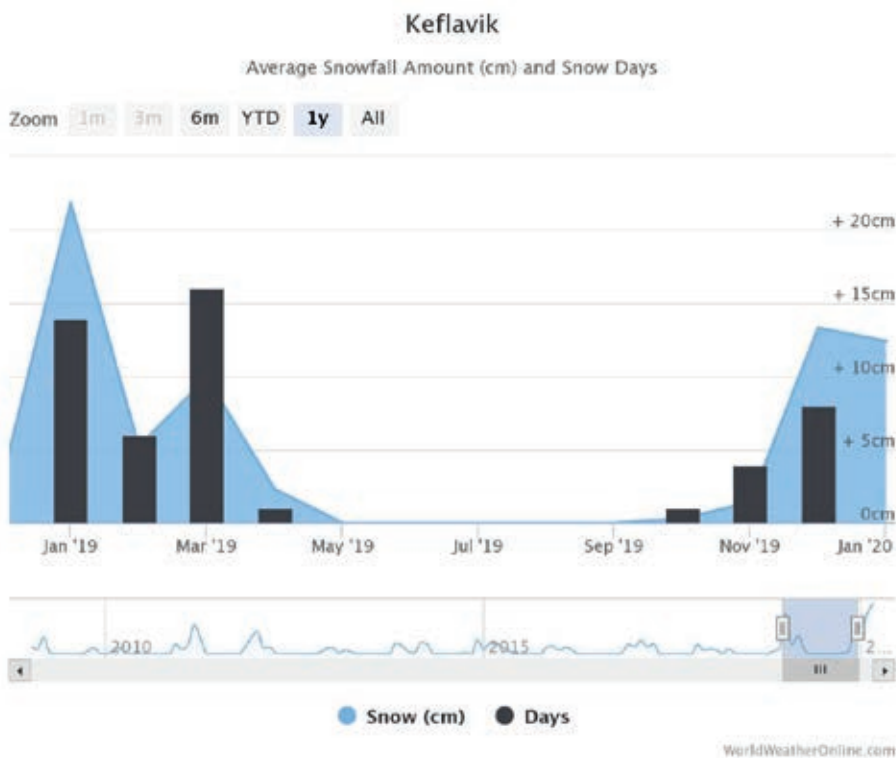 Keflavik
Average Snowfall Amount (cm) and Snow Days
Zoom 1m 3m 6m YTD 1y All
+ 20cm
+ 15cm
+ 10cm
+ 5cm
0cm
Jan '19 Mar '19 May '19 Jul '19 Sep '19 Nov '19 Jan '20
2010 2015 2...
Snow (cm) Days
WorldWeatherOnline.com